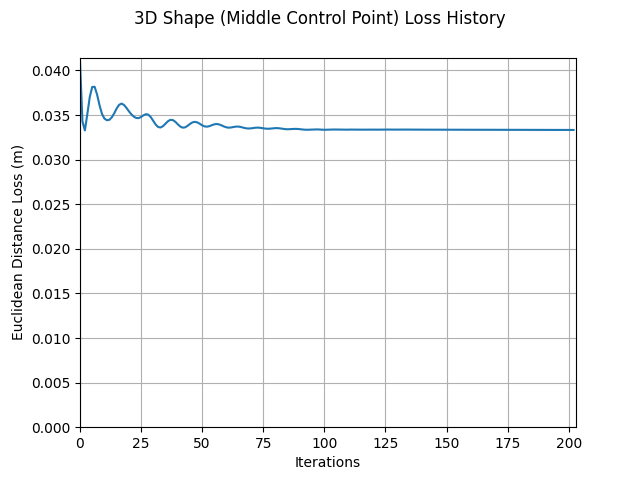 3D Shape (Middle Control Point) Loss History
0.040
0.035
0.030
0.025
0.020
0.015
0.010
0.005
0.000
Euclidean Distance Loss (m)
0 25 50 75 100 125 150 175 200
Iterations